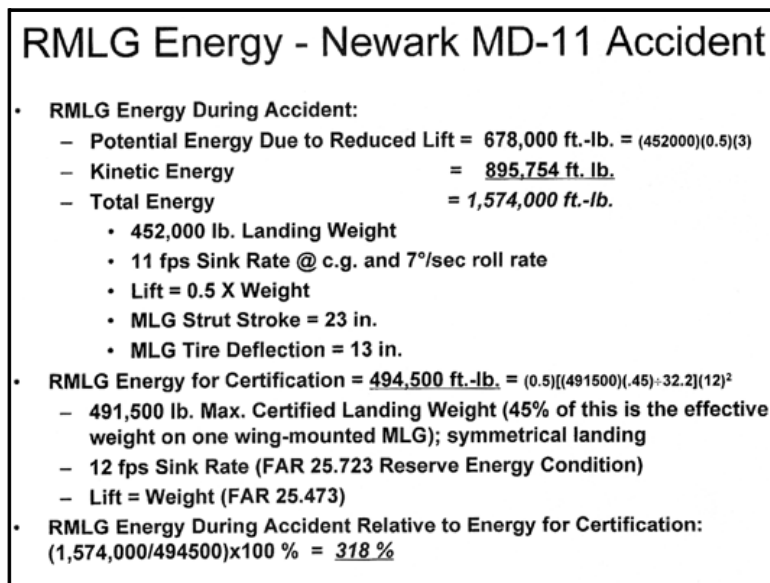 RMLG Energy - Newark MD-11 Accident
• RMLG Energy During Accident:
– Potential Energy Due to Reduced Lift = 678,000 ft.-lb. = (452000)(0.5)(3)
– Kinetic Energy = 895,754 ft. lb.
– Total Energy = 1,574,000 ft.-lb.
• 452,000 lb. Landing Weight
• 11 fps Sink Rate @ c.g. and 7°/sec roll rate
• Lift = 0.5 X Weight
• MLG Strut Stroke = 23 in.
• MLG Tire Deflection = 13 in.
• RMLG Energy for Certification = 494,500 ft.-lb. = (0.5)[(491500)(.45)÷32.2](12)²
– 491,500 lb. Max. Certified Landing Weight (45% of this is the effective
weight on one wing-mounted MLG); symmetrical landing
– 12 fps Sink Rate (FAR 25.723 Reserve Energy Condition)
– Lift = Weight (FAR 25.473)
• RMLG Energy During Accident Relative to Energy for Certification:
(1,574,000/494500)x100 % = 318 %